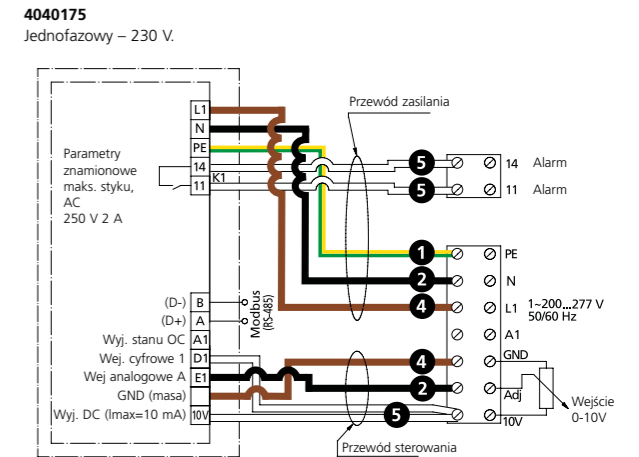 4040175
Jednofazowy – 230 V.
Przewód zasilania
L1
N
PE
14
11
K1
Parametry
znamionowe
maks. styku,
AC
250 V 2 A
5
14 Alarm
5
11 Alarm
1
PE
2
N
4
L1
1~200...277 V
50/60 Hz
A1
4
GND
2
Adj
5
10V
Wejście
0-10V
(D-) B
(D+) A
Modbus
(RS-485)
Wyj. stanu OC A1
Wej. cyfrowe 1 D1
Wej analogowe A E1
GND (masa)
Wyj. DC (Imax=10 mA) 10V
Przewód sterowania